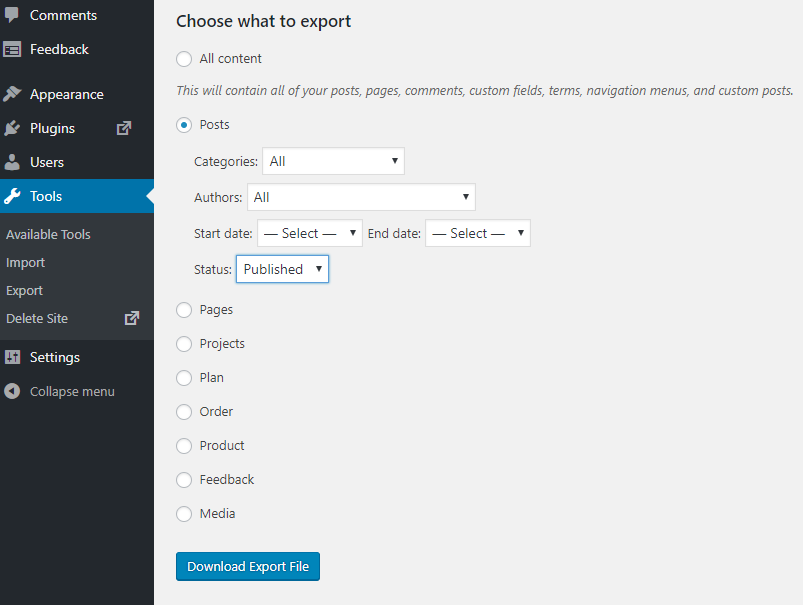 Comments
Feedback
Appearance
Plugins
Users
Tools
Available Tools
Import
Export
Delete Site
Settings
Collapse menu
Choose what to export
All content
This will contain all of your posts, pages, comments, custom fields, terms, navigation menus, and custom posts.
Posts
Categories: All
Authors: All
Start date: — Select — End date: — Select —
Status: Published
Pages
Projects
Plan
Order
Product
Feedback
Media
Download Export File